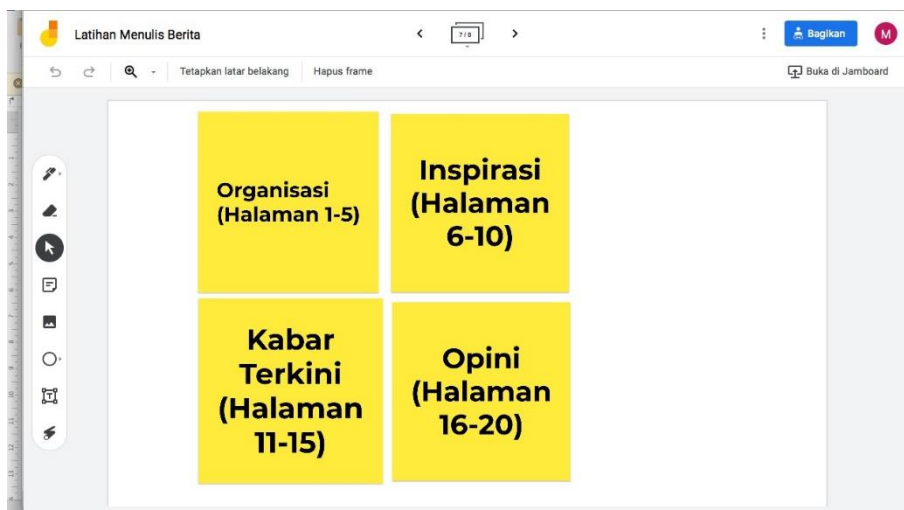 Latihan Menulis Berita
7 / 8
Bagikan
M
Tetapkan latar belakang
Hapus frame
Buka di Jamboard
Organisasi
(Halaman 1-5)
Inspirasi
(Halaman
6-10)
Kabar
Terkini
(Halaman
11-15)
Opini
(Halaman
16-20)